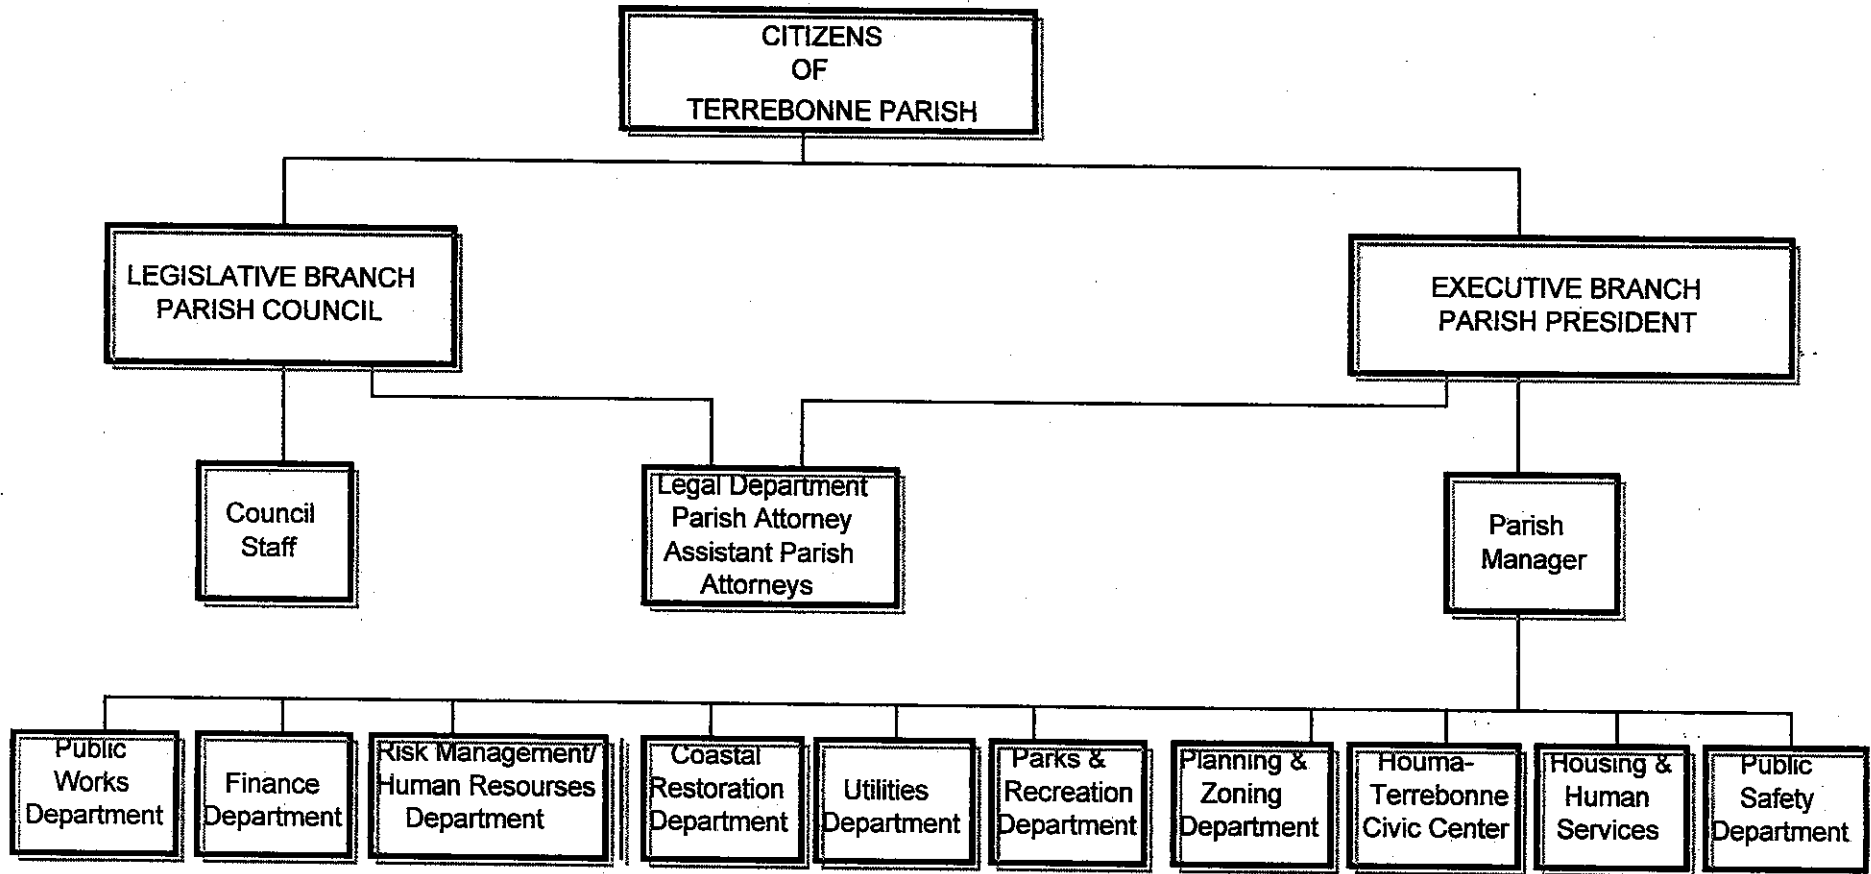 CITIZENS
OF
TERREBONNE PARISH
LEGISLATIVE BRANCH
PARISH COUNCIL
EXECUTIVE BRANCH
PARISH PRESIDENT
Council
Staff
Legal Department
Parish Attorney
Assistant Parish
Attorneys
Parish
Manager
Public
Works
Department
Finance
Department
Risk Management/
Human Resourses
Department
Coastal
Restoration
Department
Utilities
Department
Parks &
Recreation
Department
Planning &
Zoning
Department
Houma-
Terrebonne
Civic Center
Housing &
Human
Services
Public
Safety
Department